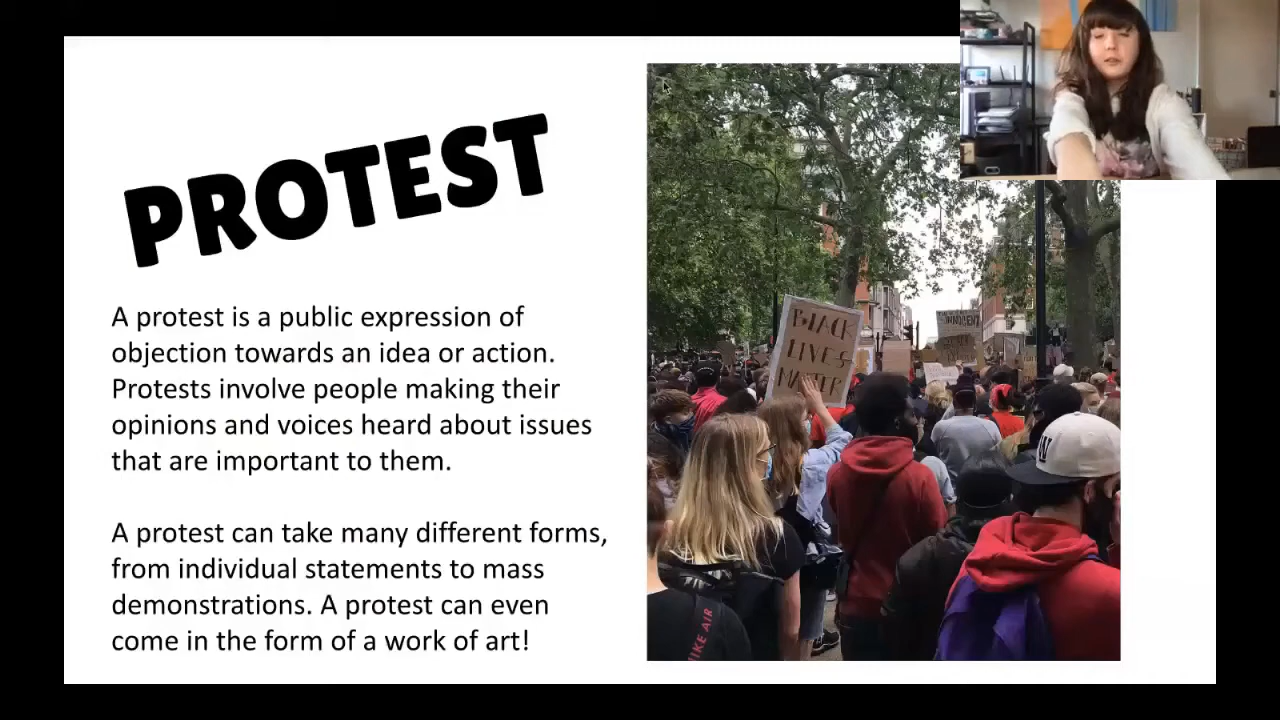 PROTEST
A protest is a public expression of
objection towards an idea or action.
Protests involve people making their
opinions and voices heard about issues
that are important to them.
A protest can take many different forms,
from individual statements to mass
demonstrations. A protest can even
come in the form of a work of art!
BLACK
LIVES
MATTER
INNOCENT
W
NIKE AIR